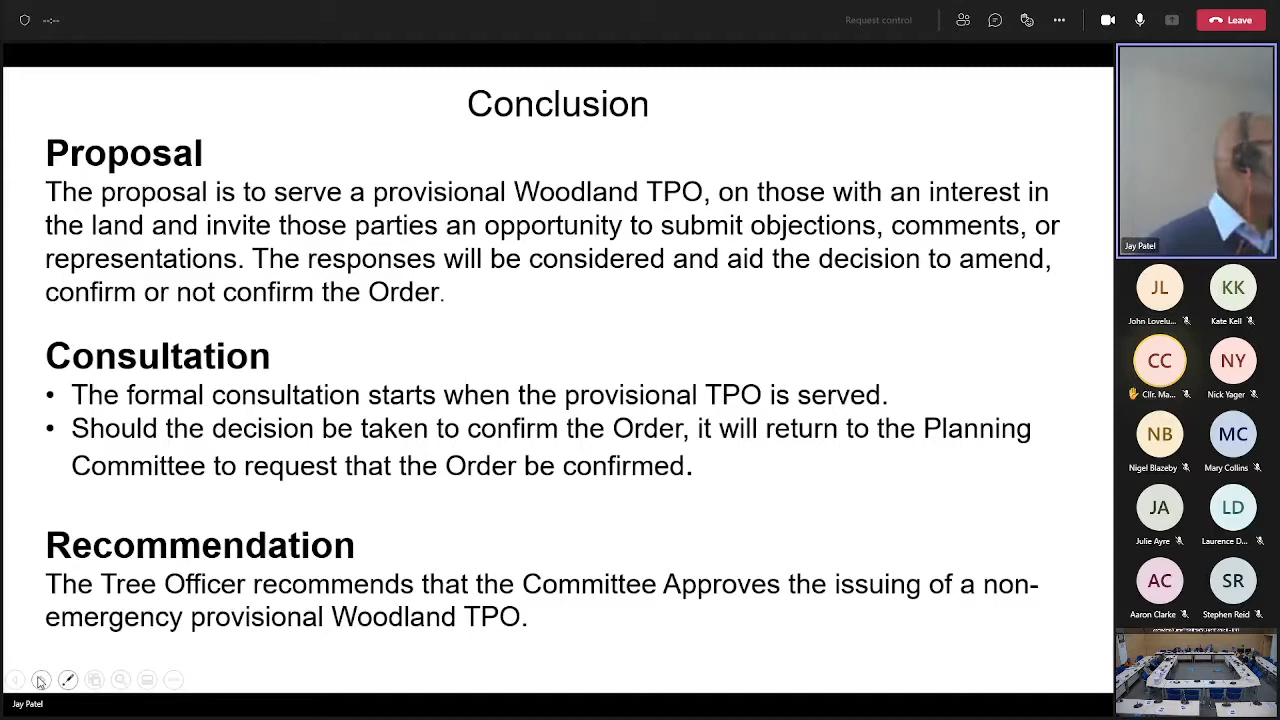 --:--
Request control
Leave
Conclusion
Proposal
The proposal is to serve a provisional Woodland TPO, on those with an interest in
the land and invite those parties an opportunity to submit objections, comments, or
representations. The responses will be considered and aid the decision to amend,
confirm or not confirm the Order.
Consultation
• The formal consultation starts when the provisional TPO is served.
• Should the decision be taken to confirm the Order, it will return to the Planning
Committee to request that the Order be confirmed.
Recommendation
The Tree Officer recommends that the Committee Approves the issuing of a non-
emergency provisional Woodland TPO.
Jay Patel
Jay Patel
JL KK
John Lovelu... Kate Kell
CC NY
Cllr. Ma... Nick Yager
NB MC
Nigel Blazeby Mary Collins
JA LD
Julie Ayre Laurence D...
AC SR
Aaron Clarke Stephen Reid